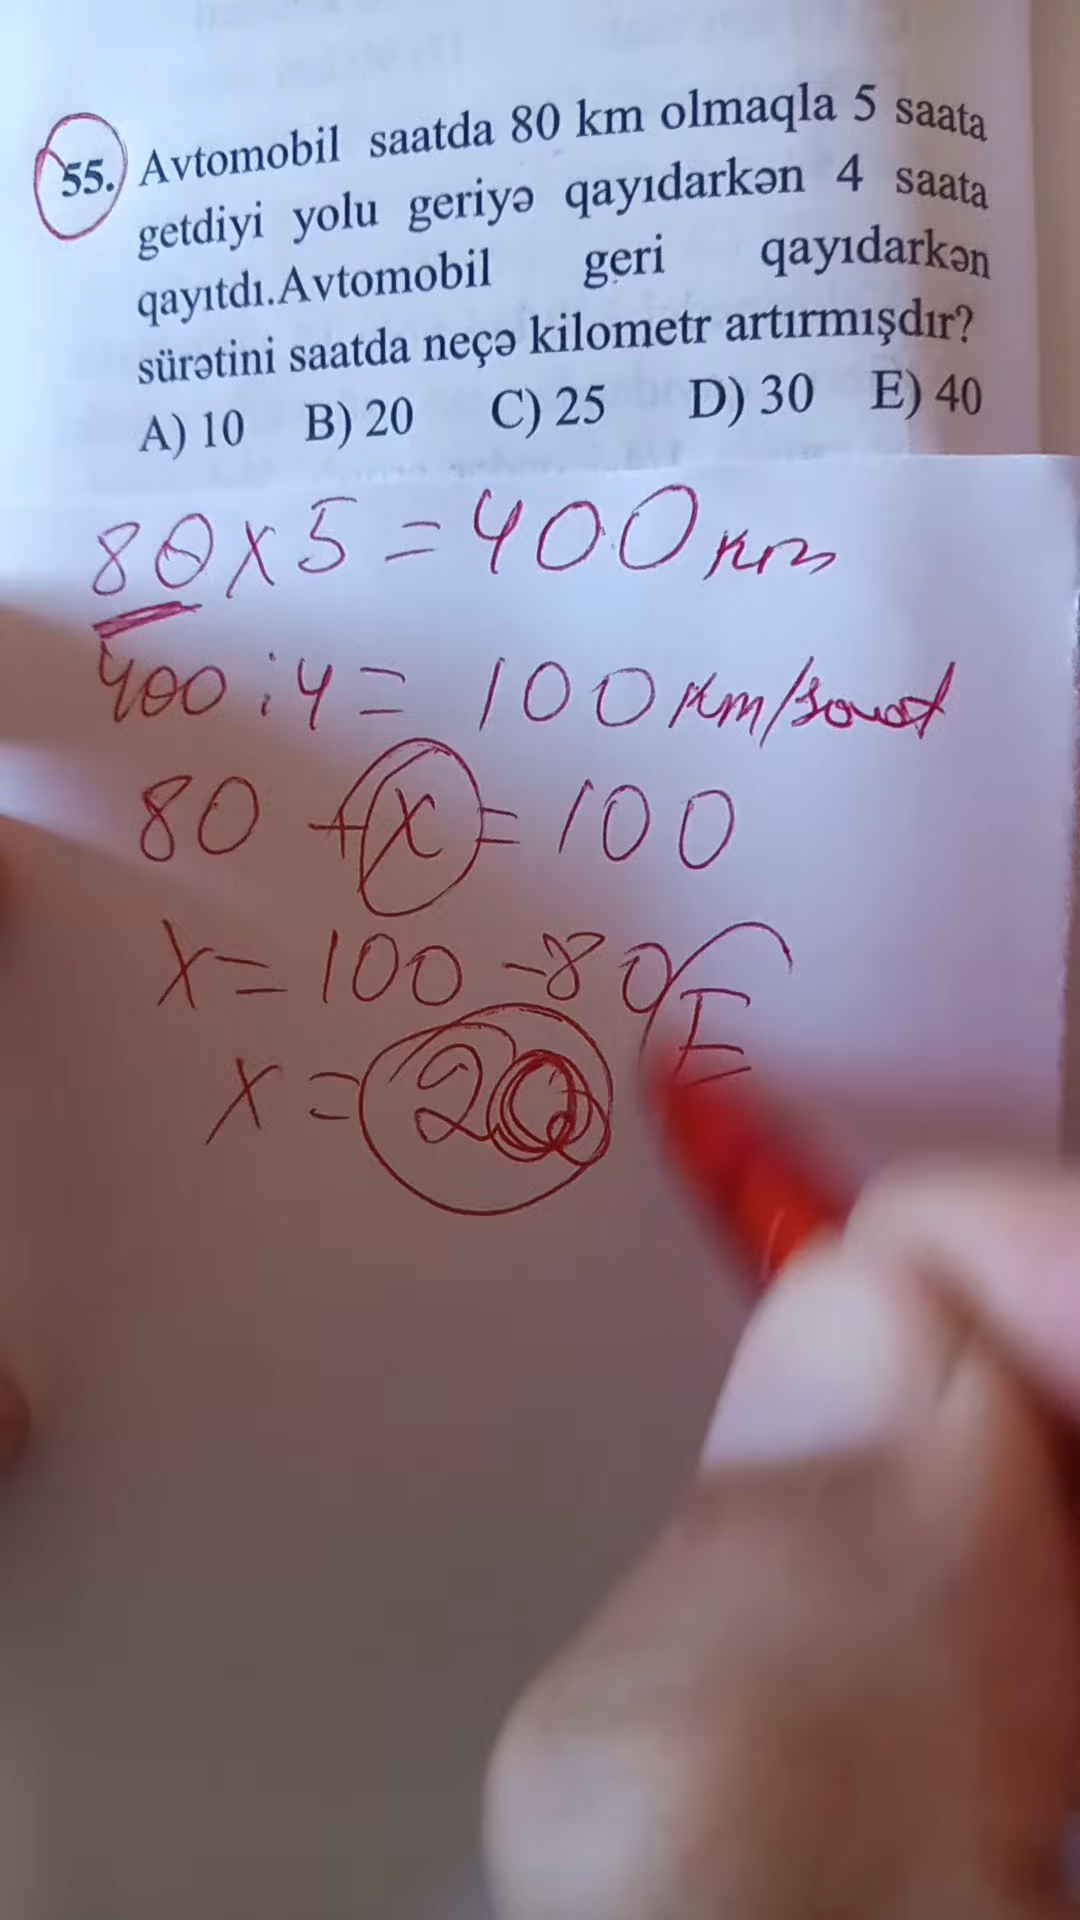 55. Avtomobil saatda 80 km olmaqla 5 saata
getdiyi yolu geriyə qayıdarkən 4 saata
qayıtdı.Avtomobil geri qayıdarkən
sürətini saatda neçə kilometr artırmışdır?
A) 10 B) 20 C) 25 D) 30 E) 40
80 x 5 = 400 km
400 : 4 = 100 km/saat
80 + x = 100
x = 100 - 80
x = 20 E